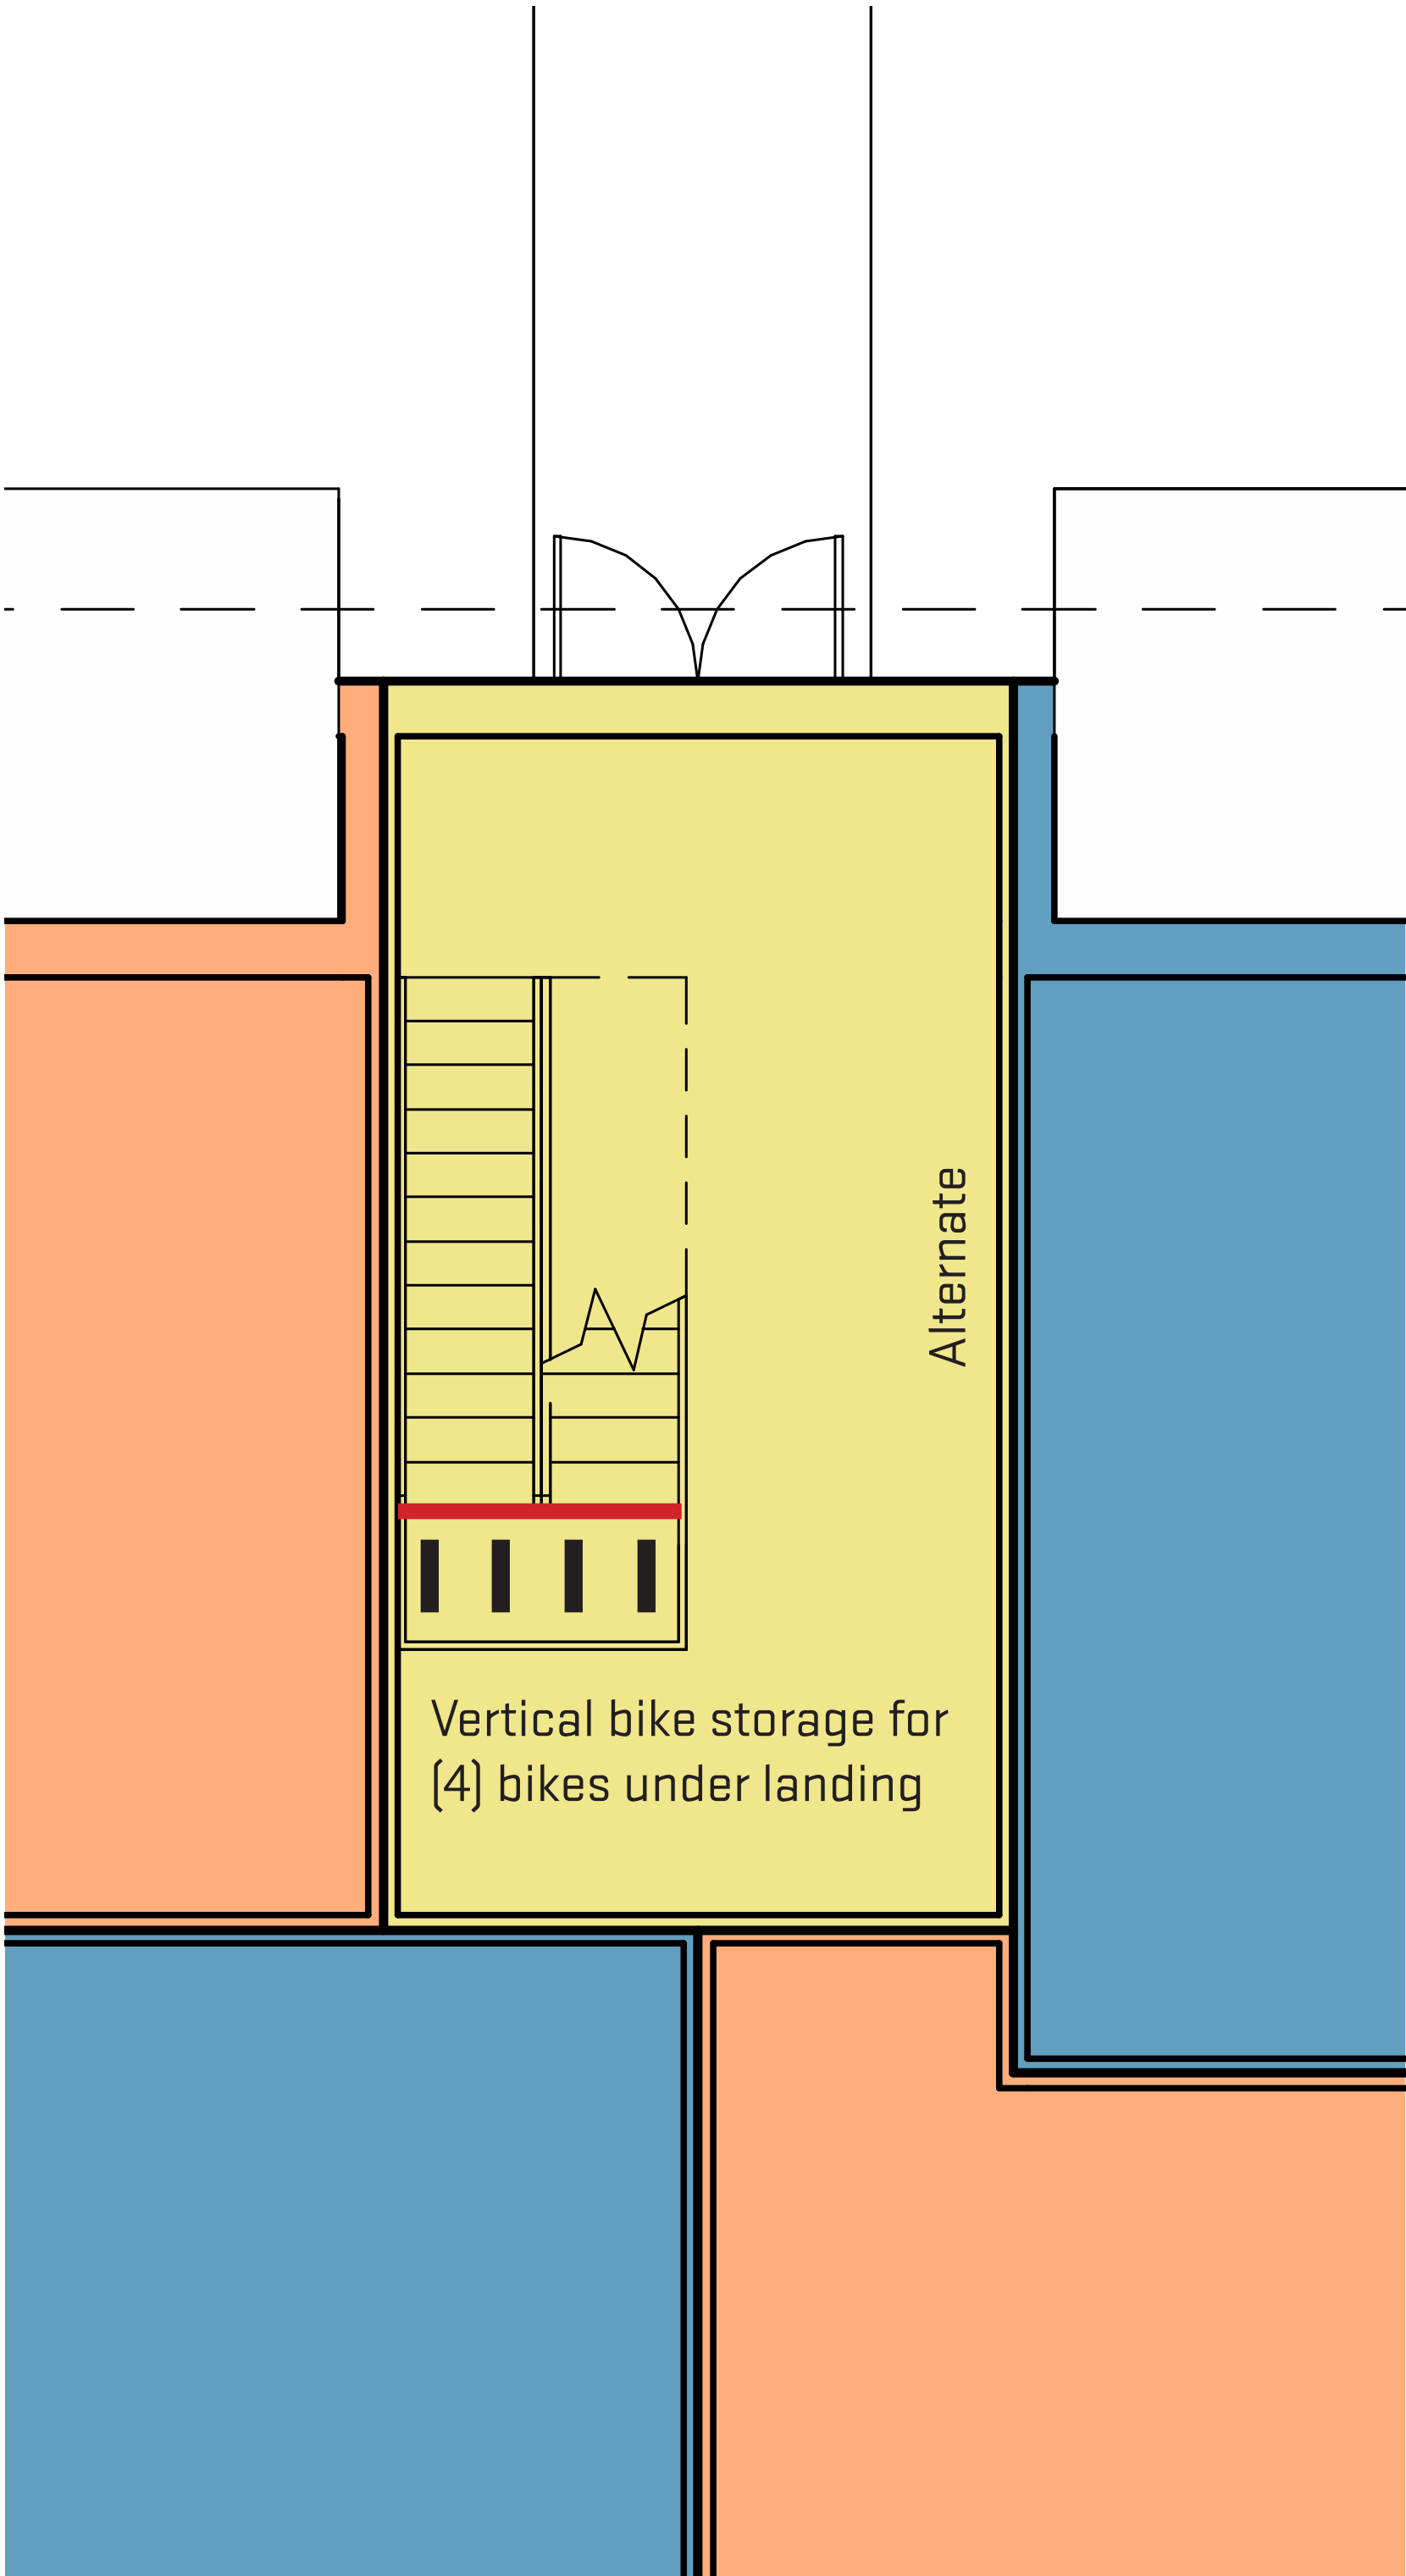 Alternate
Vertical bike storage for
(4) bikes under landing